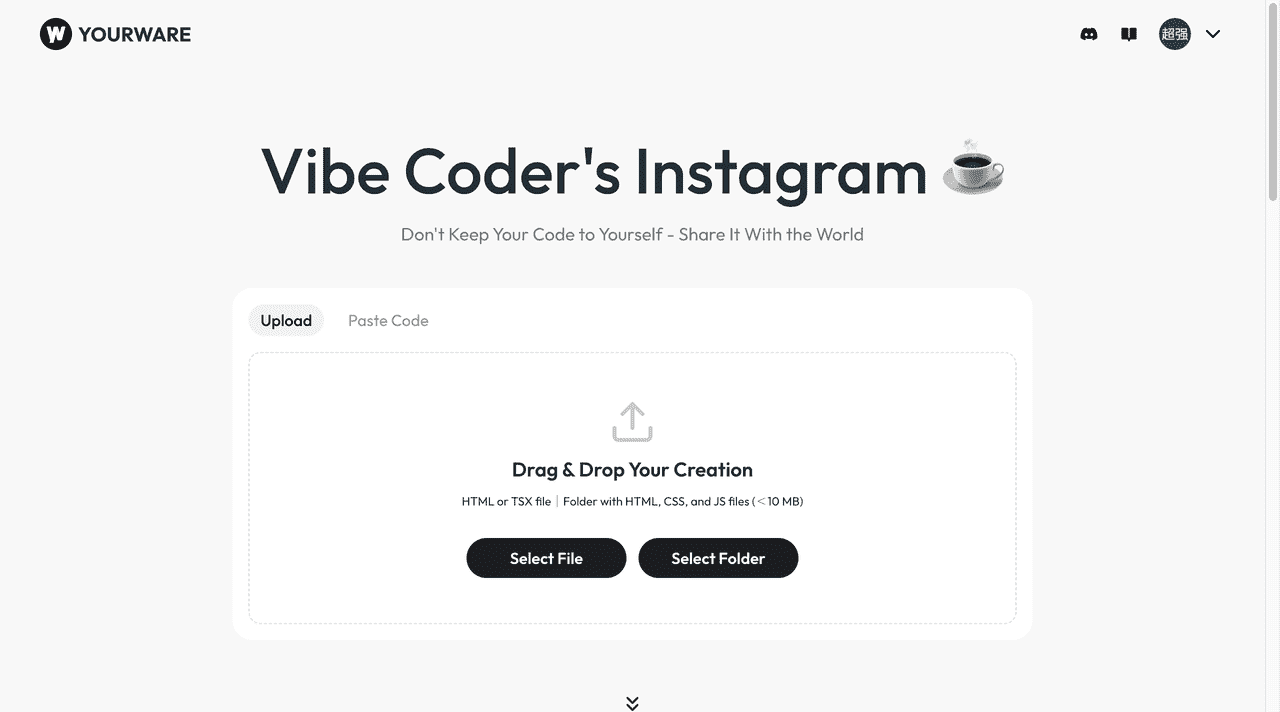 W YOURWARE
超强
Vibe Coder's Instagram
Don't Keep Your Code to Yourself - Share It With the World
Upload Paste Code
Drag & Drop Your Creation
HTML or TSX file | Folder with HTML, CSS, and JS files (<10 MB)
Select File Select Folder